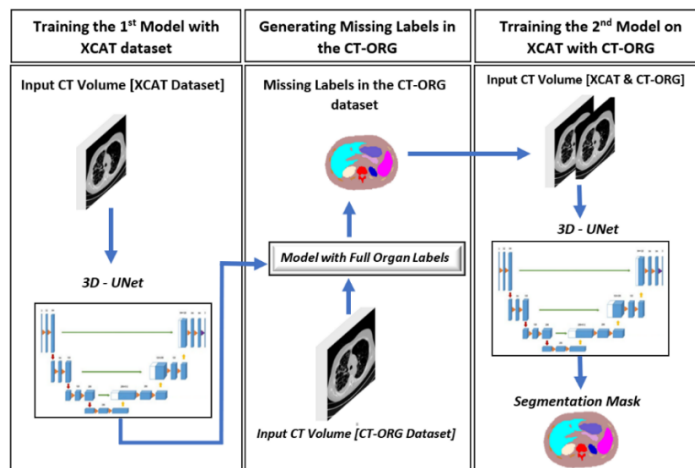 Training the 1st Model with
XCAT dataset
Input CT Volume [XCAT Dataset]
3D - UNet
Generating Missing Labels in
the CT-ORG
Missing Labels in the CT-ORG
dataset
Model with Full Organ Labels
Input CT Volume [CT-ORG Dataset]
Trraining the 2nd Model on
XCAT with CT-ORG
Input CT Volume [XCAT & CT-ORG]
3D - UNet
Segmentation Mask